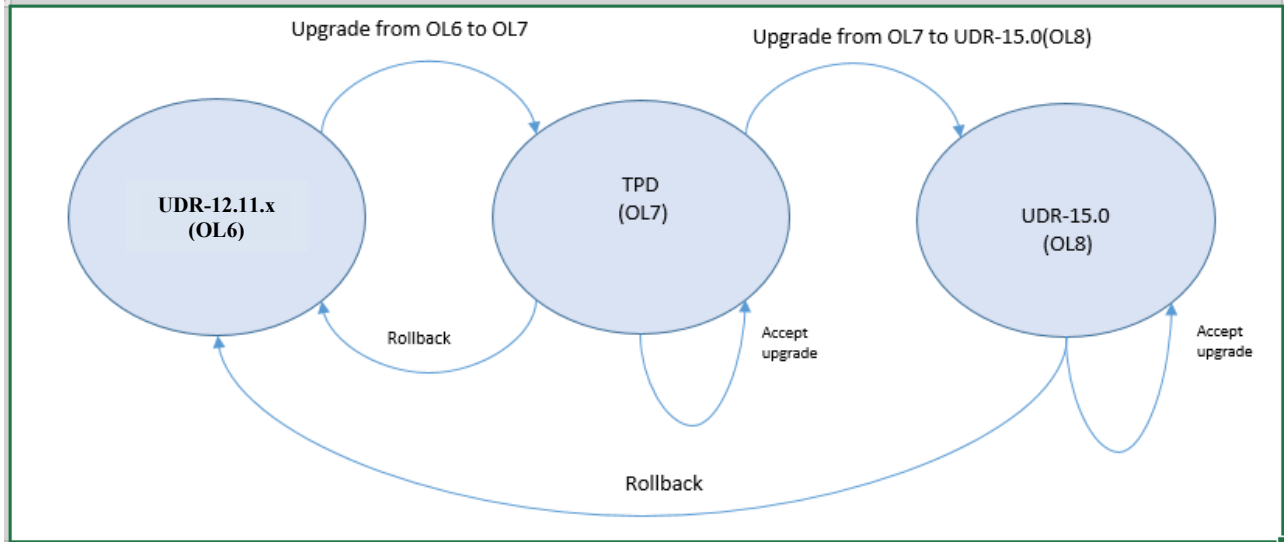 Upgrade from OL6 to OL7
Upgrade from OL7 to UDR-15.0(OL8)
UDR-12.11.x
(OL6)
TPD
(OL7)
UDR-15.0
(OL8)
Rollback
Accept
upgrade
Accept
upgrade
Rollback